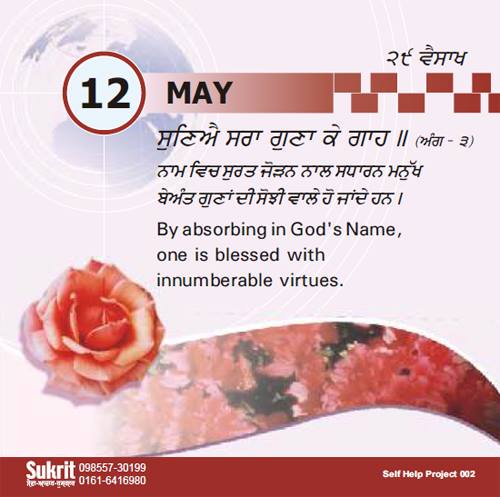 ੨੯ ਵੈਸਾਖ
12 MAY
ਸੁਣਿਐ ਸਰਾ ਗੁਣਾ ਕੇ ਗਾਹ ॥ (ਅੰਗ - ੩)
ਨਾਮ ਵਿਚ ਸੁਰਤ ਜੋੜਨ ਨਾਲ ਸਧਾਰਨ ਮਨੁੱਖ
ਬੇਅੰਤ ਗੁਣਾਂ ਦੀ ਸੋਝੀ ਵਾਲੇ ਹੋ ਜਾਂਦੇ ਹਨ ।
By absorbing in God's Name,
one is blessed with
innumberable virtues.
Sukrit 098557-30199
0161-6416980
Self Help Project 002